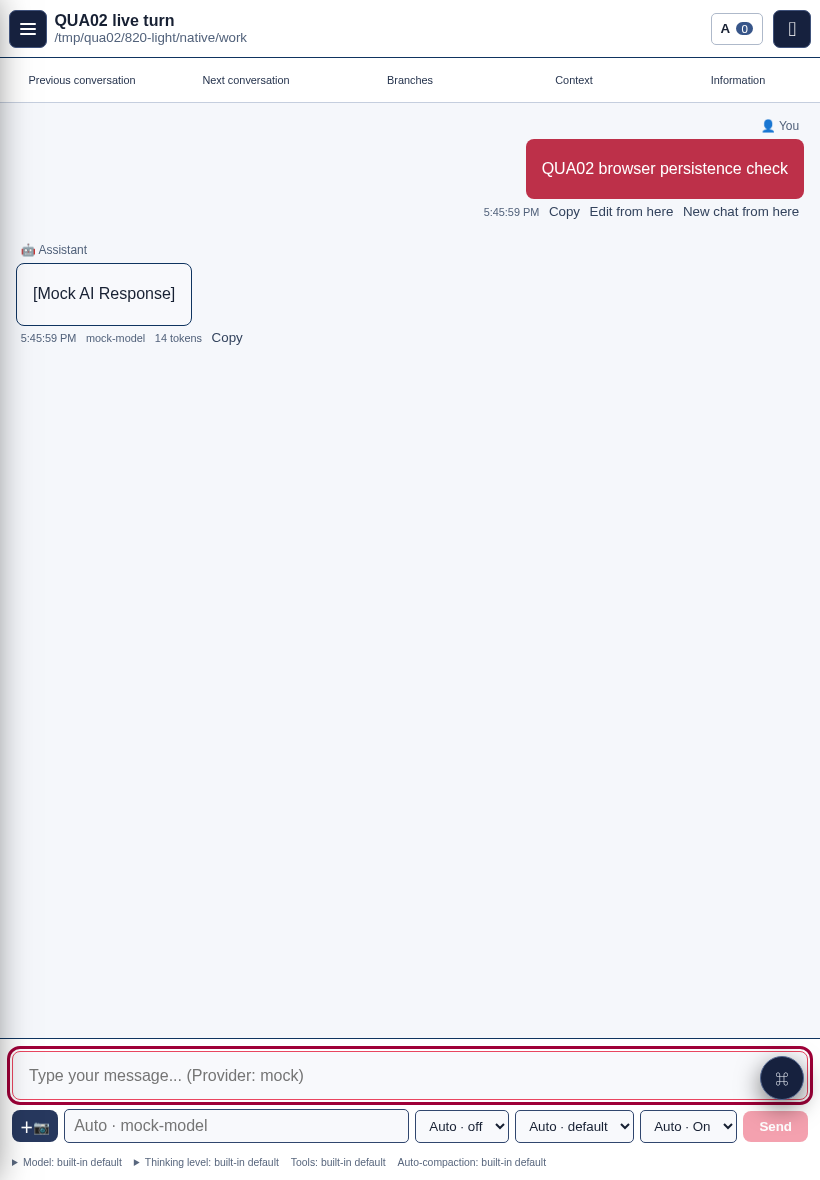 QUA02 live turn
/tmp/qua02/820-light/native/work
A 0
Previous conversation Next conversation Branches Context Information
👤 You
QUA02 browser persistence check
5:45:59 PM Copy Edit from here New chat from here
🤖 Assistant
[Mock AI Response]
5:45:59 PM mock-model 14 tokens Copy
Type your message... (Provider: mock)
⌘
+📷 Auto · mock-model Auto · off Auto · default Auto · On Send
▶ Model: built-in default ▶ Thinking level: built-in default Tools: built-in default Auto-compaction: built-in default